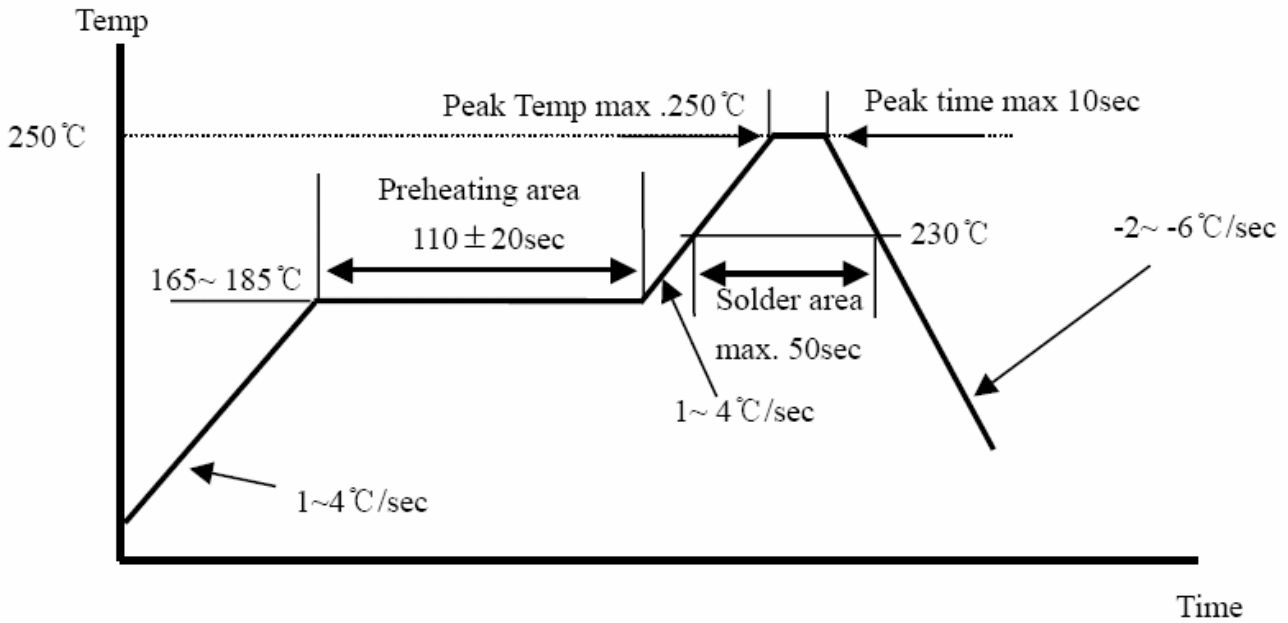 Temp
Peak Temp max .250℃
Peak time max 10sec
250℃
Preheating area
110±20sec
-2~ -6℃/sec
230℃
165~ 185℃
Solder area
max. 50sec
1~ 4℃/sec
1~4℃/sec
Time